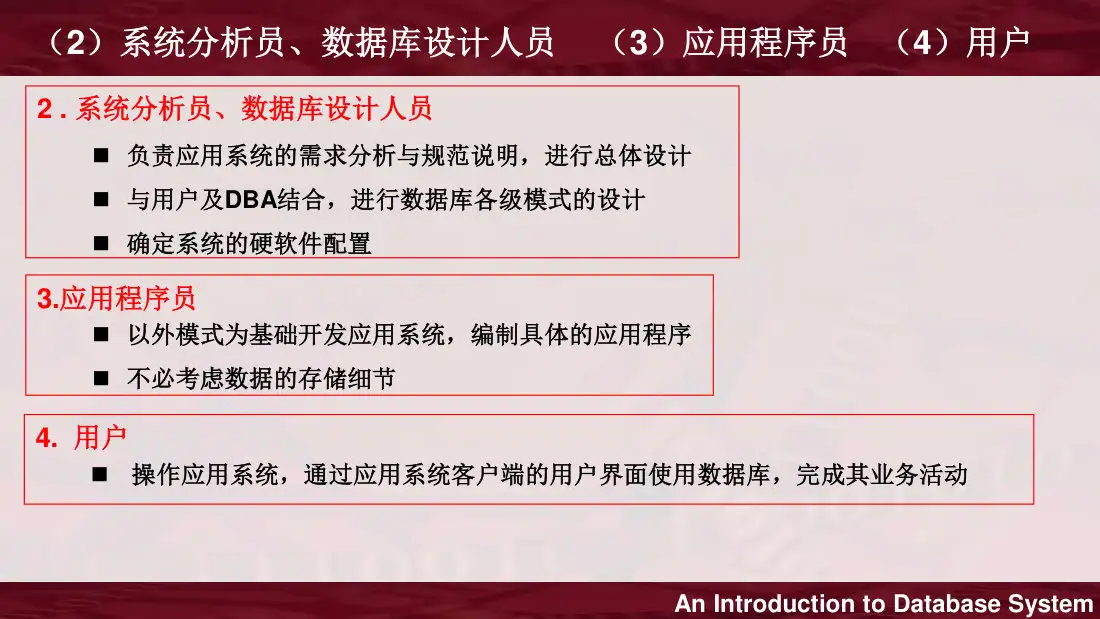 （2）系统分析员、数据库设计人员 （3）应用程序员 （4）用户
2 . 系统分析员、数据库设计人员
■ 负责应用系统的需求分析与规范说明，进行总体设计
■ 与用户及DBA结合，进行数据库各级模式的设计
■ 确定系统的硬软件配置
3.应用程序员
■ 以外模式为基础开发应用系统，编制具体的应用程序
■ 不必考虑数据的存储细节
4. 用户
■ 操作应用系统，通过应用系统客户端的用户界面使用数据库，完成其业务活动
An Introduction to Database System